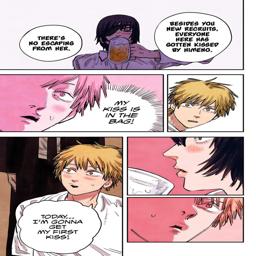 BESIDES YOU
NEW RECRUITS,
EVERYONE
HERE HAS
GOTTEN KISSED
BY HIMENO.
THERE'S
NO ESCAPING
FROM HER.
MY
KISS IS
IN THE
BAG!
TODAY...
I'M GONNA
GET
MY FIRST
KISS!